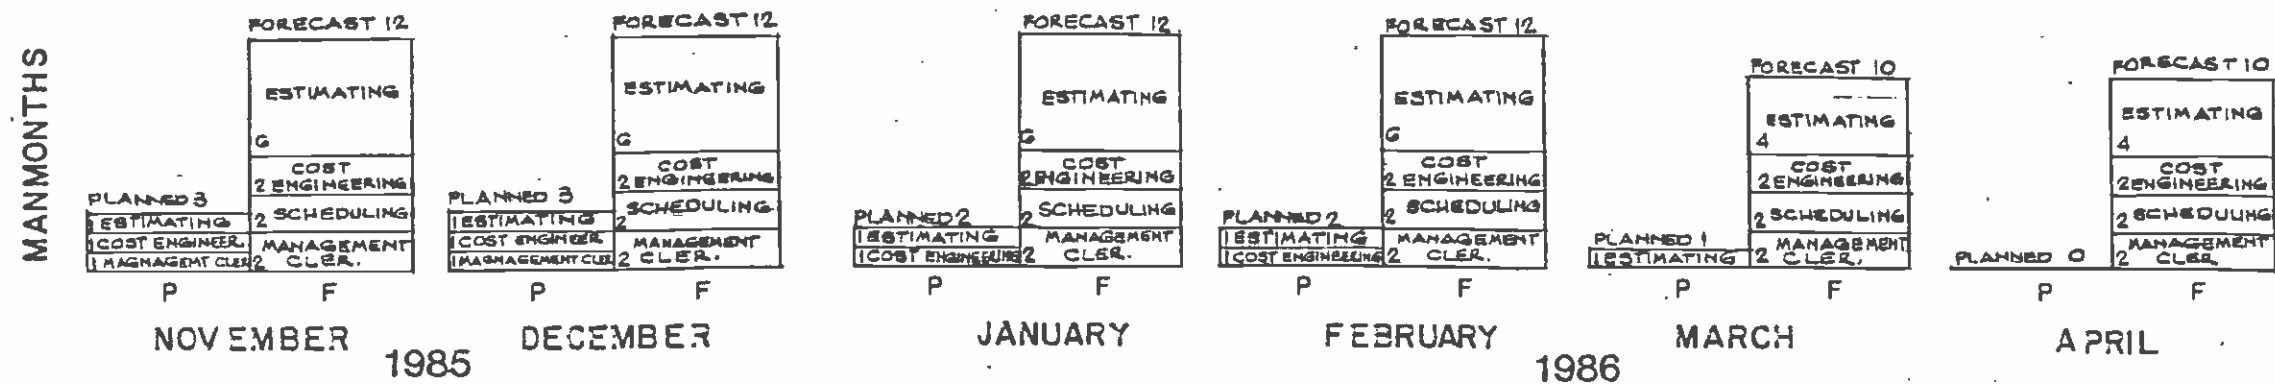 MANMONTHS
FORECAST 12
ESTIMATING
6
COST
2 ENGINEERING
2 SCHEDULING
MANAGEMENT
2 CLER.
PLANNED 3
1 ESTIMATING
1 COST ENGINEER.
1 MAGNAGEMT CLER
P F
NOVEMBER
FORECAST 12
ESTIMATING
6
COST
2 ENGINEERING
SCHEDULING
2
MANAGEMENT
2 CLER.
PLANNED 3
1 ESTIMATING
1 COST ENGINEER
1 MAGNAGEMENT CLER
P F
DECEMBER
1985
FORECAST 12
ESTIMATING
6
COST
2 ENGINEERING
2 SCHEDULING
MANAGEMENT
2 CLER.
PLANNED 2
1 ESTIMATING
1 COST ENGINEERING
P F
JANUARY
FORECAST 12
ESTIMATING
6
COST
2 ENGINEERING
2 SCHEDULING
MANAGEMENT
2 CLER.
PLANNED 2
1 ESTIMATING
1 COST ENGINEERING
P F
FEBRUARY
FORECAST 10
ESTIMATING
4
COST
2 ENGINEERING
2 SCHEDULING
MANAGEMENT
2 CLER.
PLANNED 1
1 ESTIMATING
P F
MARCH
FORECAST 10
ESTIMATING
4
COST
2 ENGINEERING
2 SCHEDULING
MANAGEMENT
2 CLER
PLANNED 0
P F
APRIL
1986